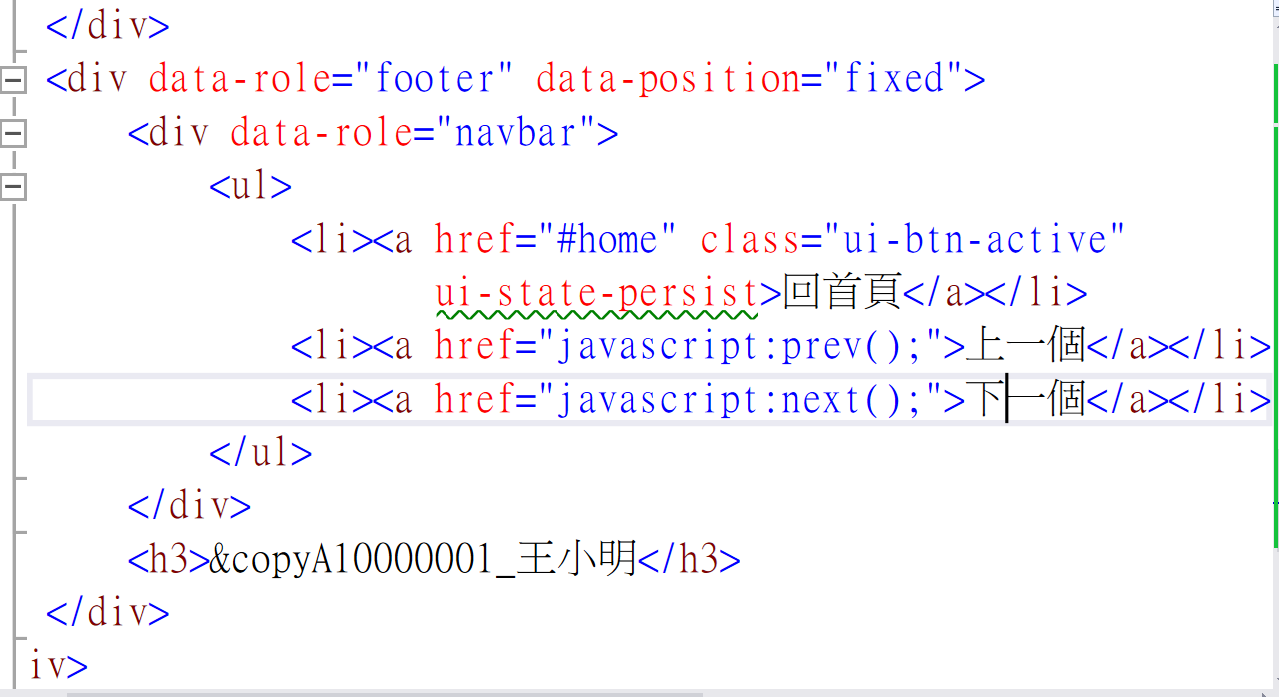 </div>
<div data-role="footer" data-position="fixed">
<div data-role="navbar">
<ul>
<li><a href="#home" class="ui-btn-active"
ui-state-persist>回首頁</a></li>
<li><a href="javascript:prev();">上一個</a></li>
<li><a href="javascript:next();">下一個</a></li>
</ul>
</div>
<h3>&copyA10000001_王小明</h3>
</div>
iv>